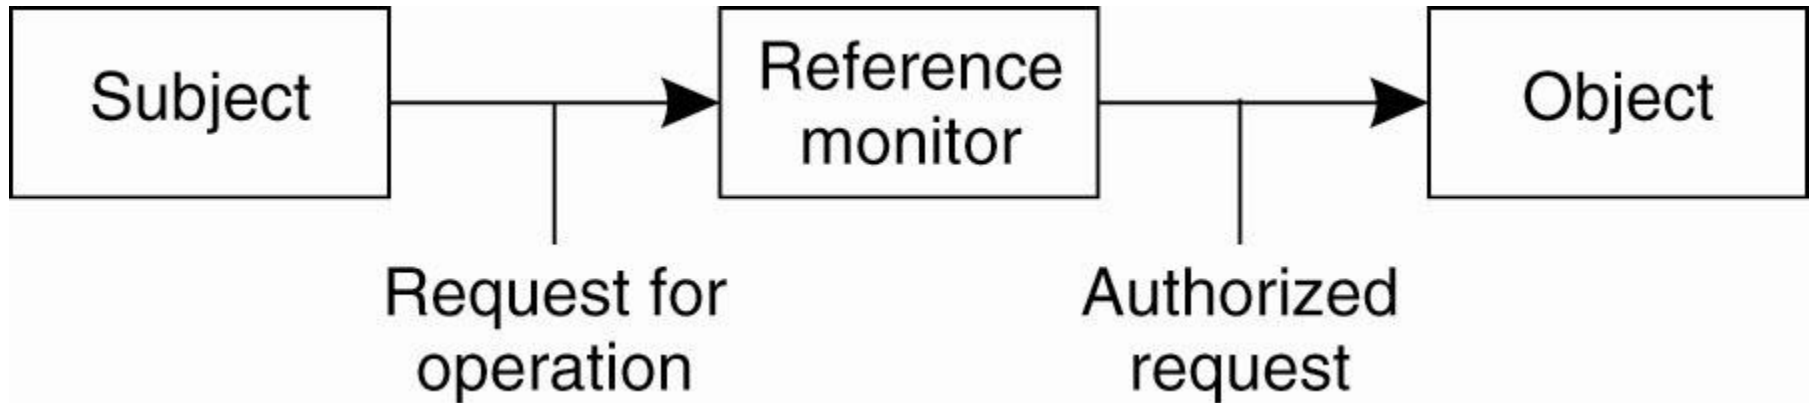 Subject
Reference
monitor
Object
Request for
operation
Authorized
request